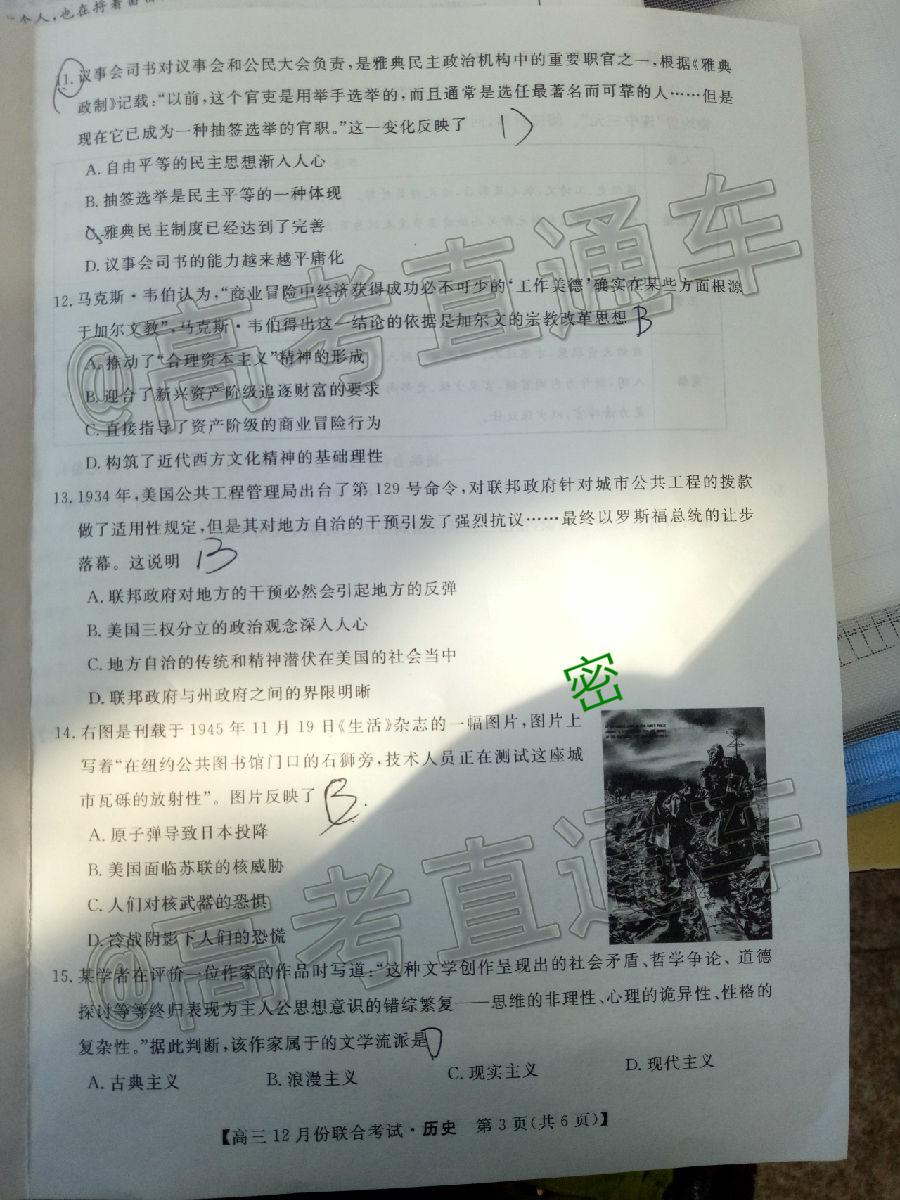 个人,也在捋着
11.议事会司书对议事会和公民大会负责,是雅典民主政治机构中的重要职官之一,根据《雅典
政制》记载:“以前,这个官吏是用举手选举的,而且通常是选任最著名而可靠的人……但是
现在它已成为一种抽签选举的官职。”这一变化反映了 D
A.自由平等的民主思想渐入人心
B.抽签选举是民主平等的一种体现
C.雅典民主制度已经达到了完善
D.议事会司书的能力越来越平庸化
12.马克斯·韦伯认为,“商业冒险中经济获得成功必不可少的‘工作美德’确实在某些方面根源
于加尔文教”,马克斯·韦伯得出这一结论的依据是加尔文的宗教改革思想 B
A.推动了“合理资本主义”精神的形成
B.迎合了新兴资产阶级追逐财富的要求
C.直接指导了资产阶级的商业冒险行为
D.构筑了近代西方文化精神的基础理性
13.1934年,美国公共工程管理局出台了第129号命令,对联邦政府针对城市公共工程的拨款
做了适用性规定,但是其对地方自治的干预引发了强烈抗议……最终以罗斯福总统的让步
落幕。这说明 B
A.联邦政府对地方的干预必然会引起地方的反弹
B.美国三权分立的政治观念深入人心
C.地方自治的传统和精神潜伏在美国的社会当中
D.联邦政府与州政府之间的界限明晰
密
14.右图是刊载于1945年11月19日《生活》杂志的一幅图片,图片上
写着“在纽约公共图书馆门口的石狮旁,技术人员正在测试这座城
市瓦砾的放射性”。图片反映了 B
A.原子弹导致日本投降
B.美国面临苏联的核威胁
C.人们对核武器的恐惧
D.冷战阴影下人们的恐慌
15.某学者在评价一位作家的作品时写道:“这种文学创作呈现出的社会矛盾、哲学争论、道德
探讨等等终归表现为主人公思想意识的错综繁复——思维的非理性、心理的诡异性、性格的
复杂性。”据此判断,该作家属于的文学流派是 D
A.古典主义 B.浪漫主义 C.现实主义 D.现代主义
【高三12月份联合考试·历史 第3页(共6页)】
@高考直通车
@高考直通车